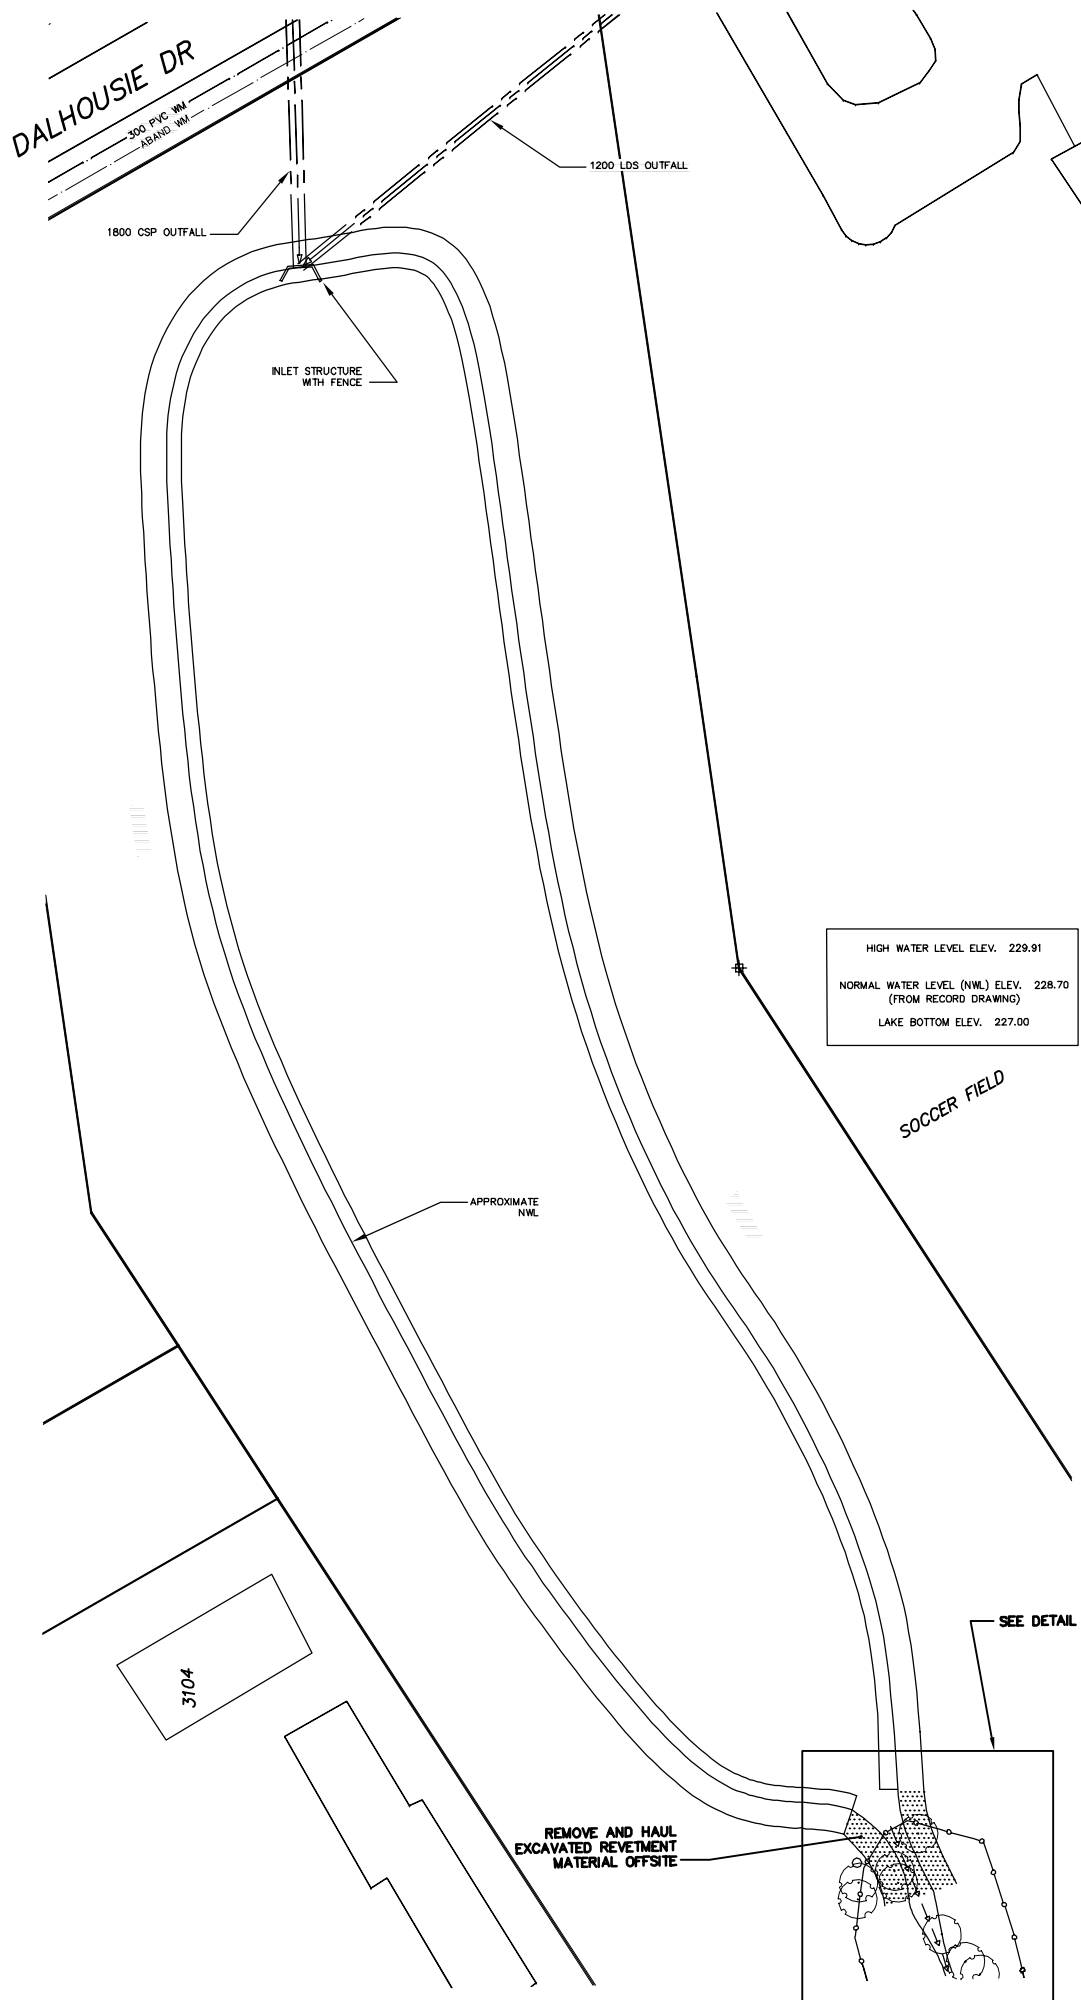 DALHOUSIE DR
300 PVC WM
ABAND WM
1200 LDS OUTFALL
1800 CSP OUTFALL
INLET STRUCTURE
WITH FENCE
HIGH WATER LEVEL ELEV. 229.91
NORMAL WATER LEVEL (NWL) ELEV. 228.70
(FROM RECORD DRAWING)
LAKE BOTTOM ELEV. 227.00
SOCCER FIELD
APPROXIMATE
NWL
SEE DETAIL
3104
REMOVE AND HAUL
EXCAVATED REVETMENT
MATERIAL OFFSITE